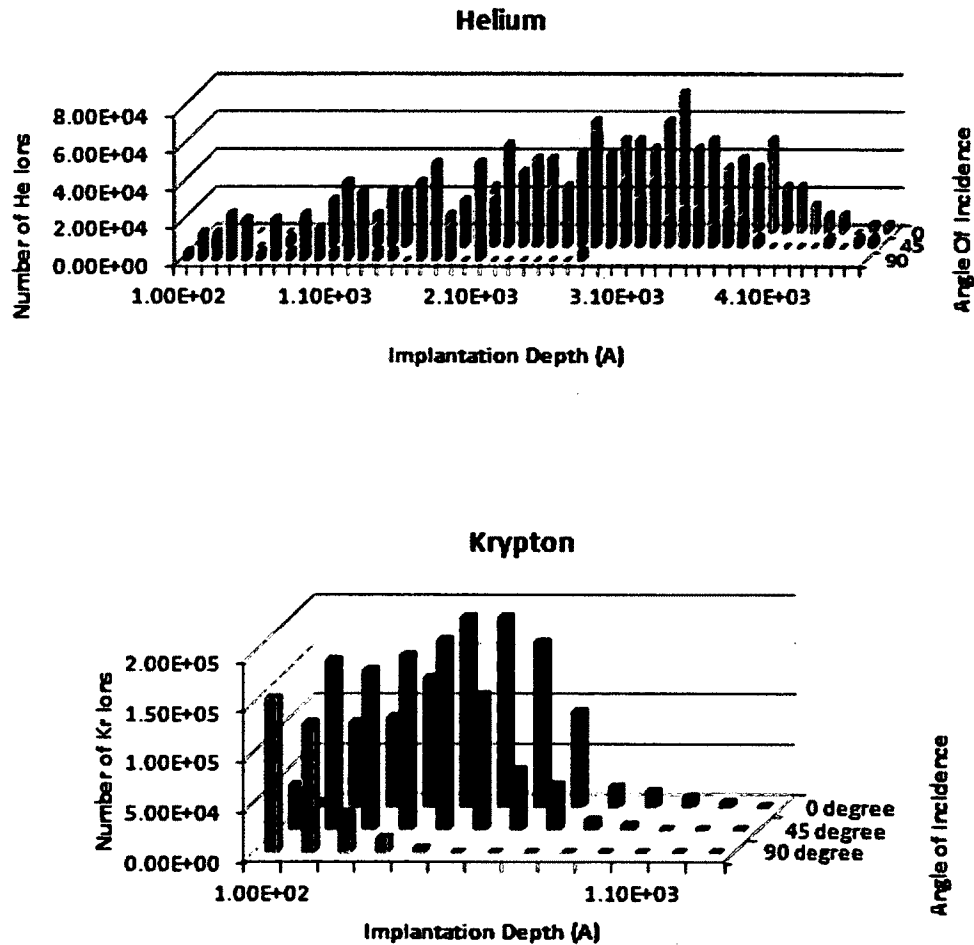 Helium
Number of He Ions
8.00E+04
6.00E+04
4.00E+04
2.00E+04
0.00E+00
1.00E+02 1.10E+03 2.10E+03 3.10E+03 4.10E+03
0
45
90
Angle Of Incidence
Implantation Depth (A)
Krypton
Number of Kr Ions
2.00E+05
1.50E+05
1.00E+05
5.00E+04
0.00E+00
1.00E+02 1.10E+03
0 degree
45 degree
90 degree
Angle of Incidence
Implantation Depth (A)